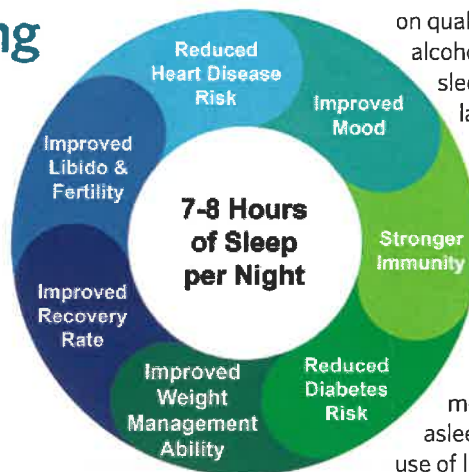 ng
on qual
alcoho
slee
la
Reduced
Heart Disease
Risk
Improved
Mood
Stronger
Immunity
Reduced
Diabetes
Risk
Improved
Weight
Management
Ability
Improved
Recovery
Rate
Improved
Libido &
Fertility
7-8 Hours
of Sleep
per Night
aslee
use of